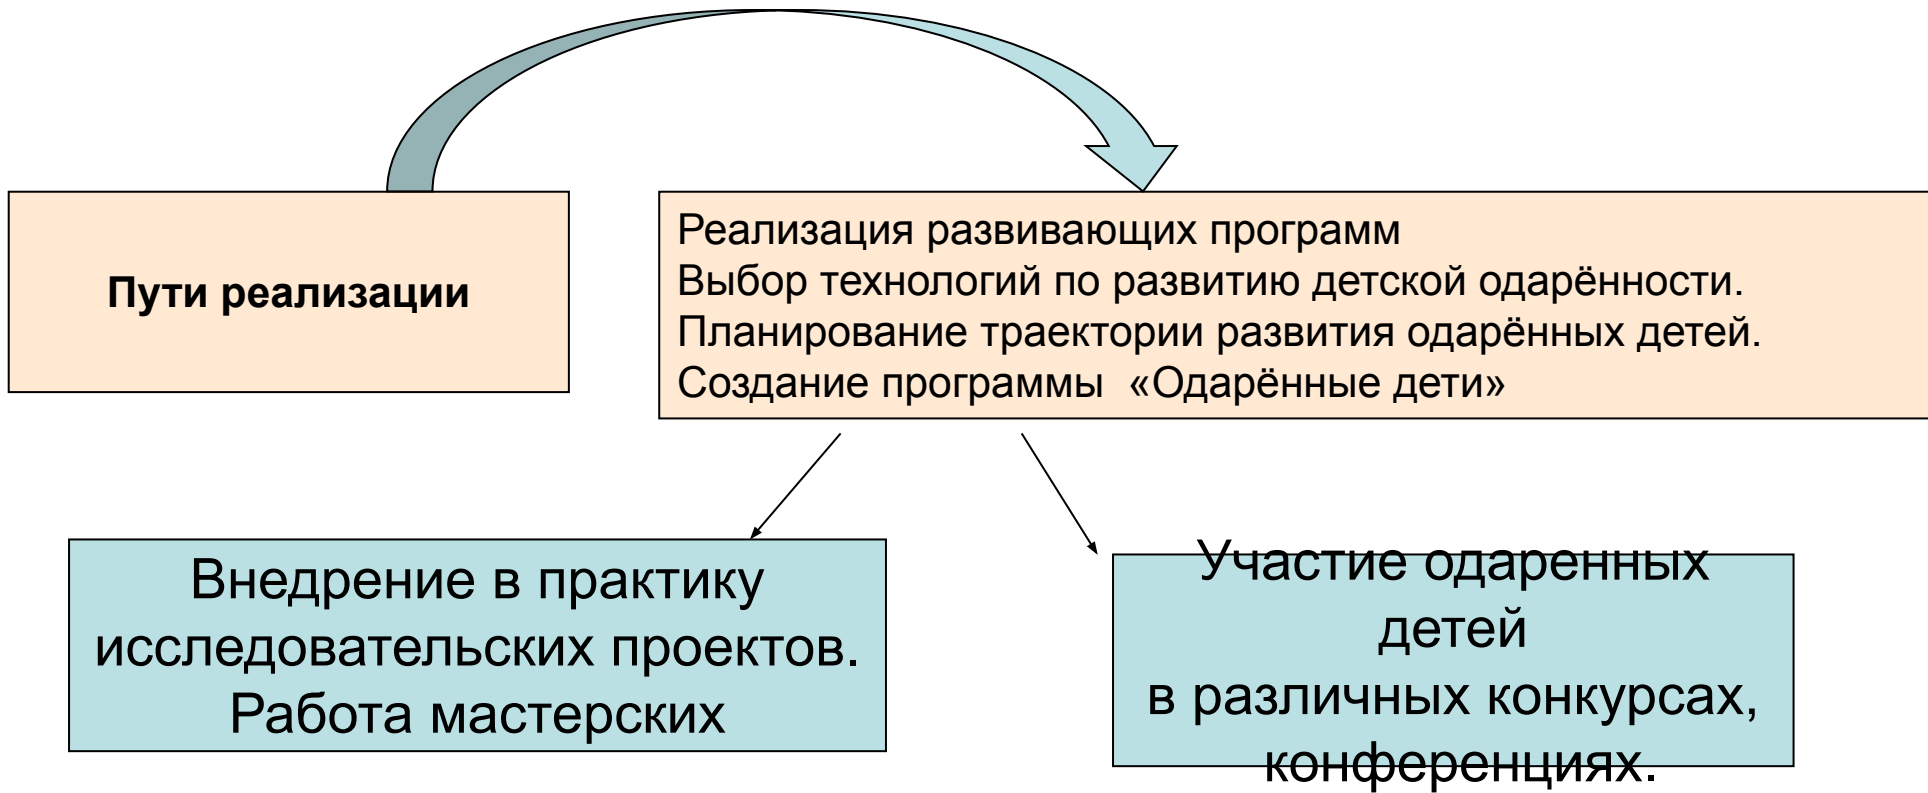 Пути реализации
Реализация развивающих программ
Выбор технологий по развитию детской одарённости.
Планирование траектории развития одарённых детей.
Создание программы «Одарённые дети»
Внедрение в практику
исследовательских проектов.
Работа мастерских
Участие одаренных
детей
в различных конкурсах,
конференциях.